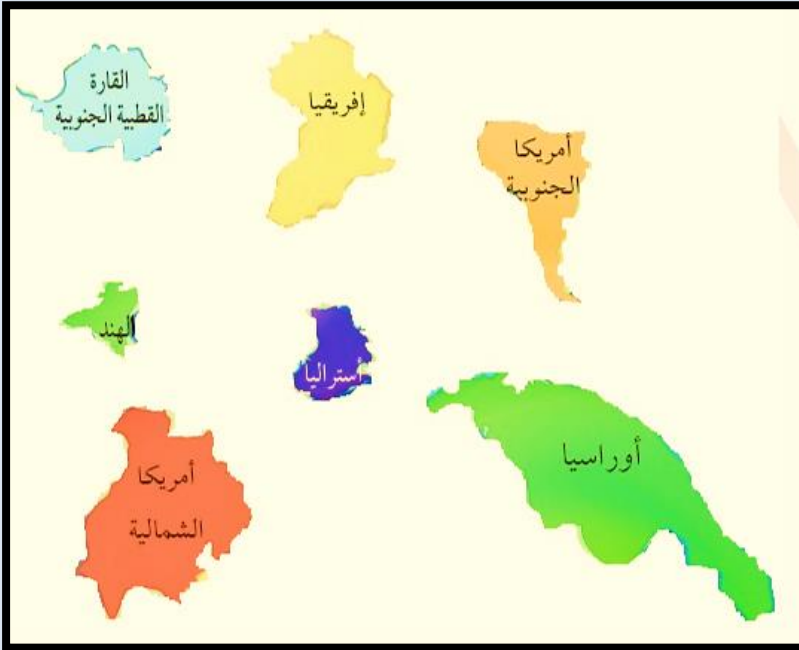 القارة
القطبية الجنوبية
إفريقيا
أمريكا
الجنوبية
الهند
أستراليا
أوراسيا
أمريكا
الشمالية